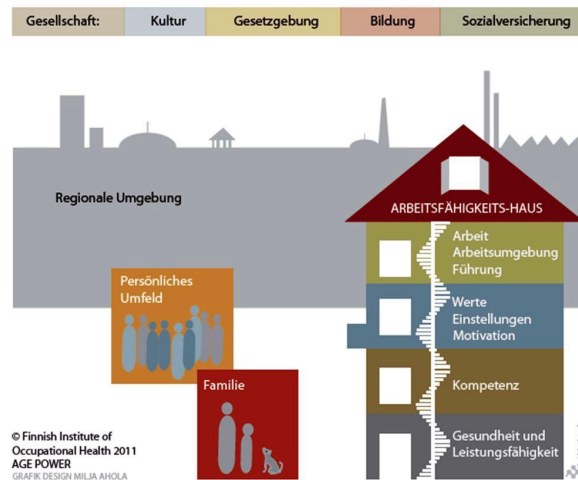 Gesellschaft: Kultur Gesetzgebung Bildung Sozialversicherung
Regionale Umgebung
ARBEITSFÄHIGKEITS-HAUS
Arbeit
Arbeitsumgebung
Führung
Persönliches
Umfeld
Werte
Einstellungen
Motivation
Familie
Kompetenz
Gesundheit und
Leistungsfähigkeit
© Finnish Institute of
Occupational Health 2011
AGE POWER
GRAFIK DESIGN MILJA AHOLA